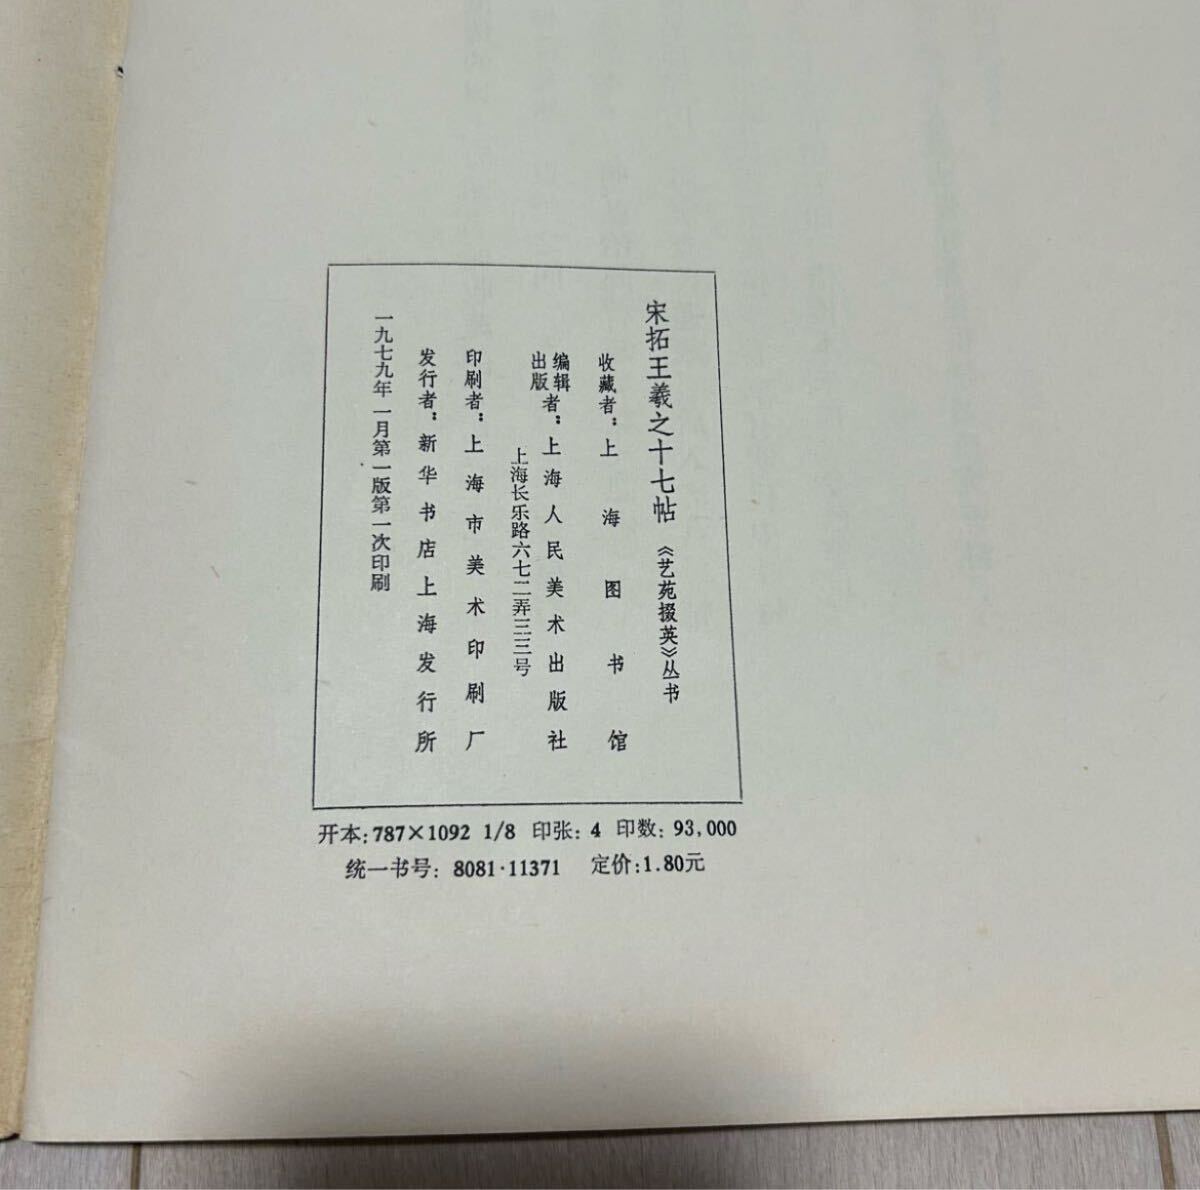 宋拓王羲之十七帖 《艺苑掇英》丛书
收藏者：上海图书馆
编辑出版者：上海人民美术出版社
上海长乐路六七二弄三三号
印刷者：上海市美术印刷厂
发行者：新华书店上海发行所
一九七九年一月第一版第一次印刷
开本：787×1092 1/8 印张：4 印数：93,000
统一书号：8081·11371 定价：1.80元